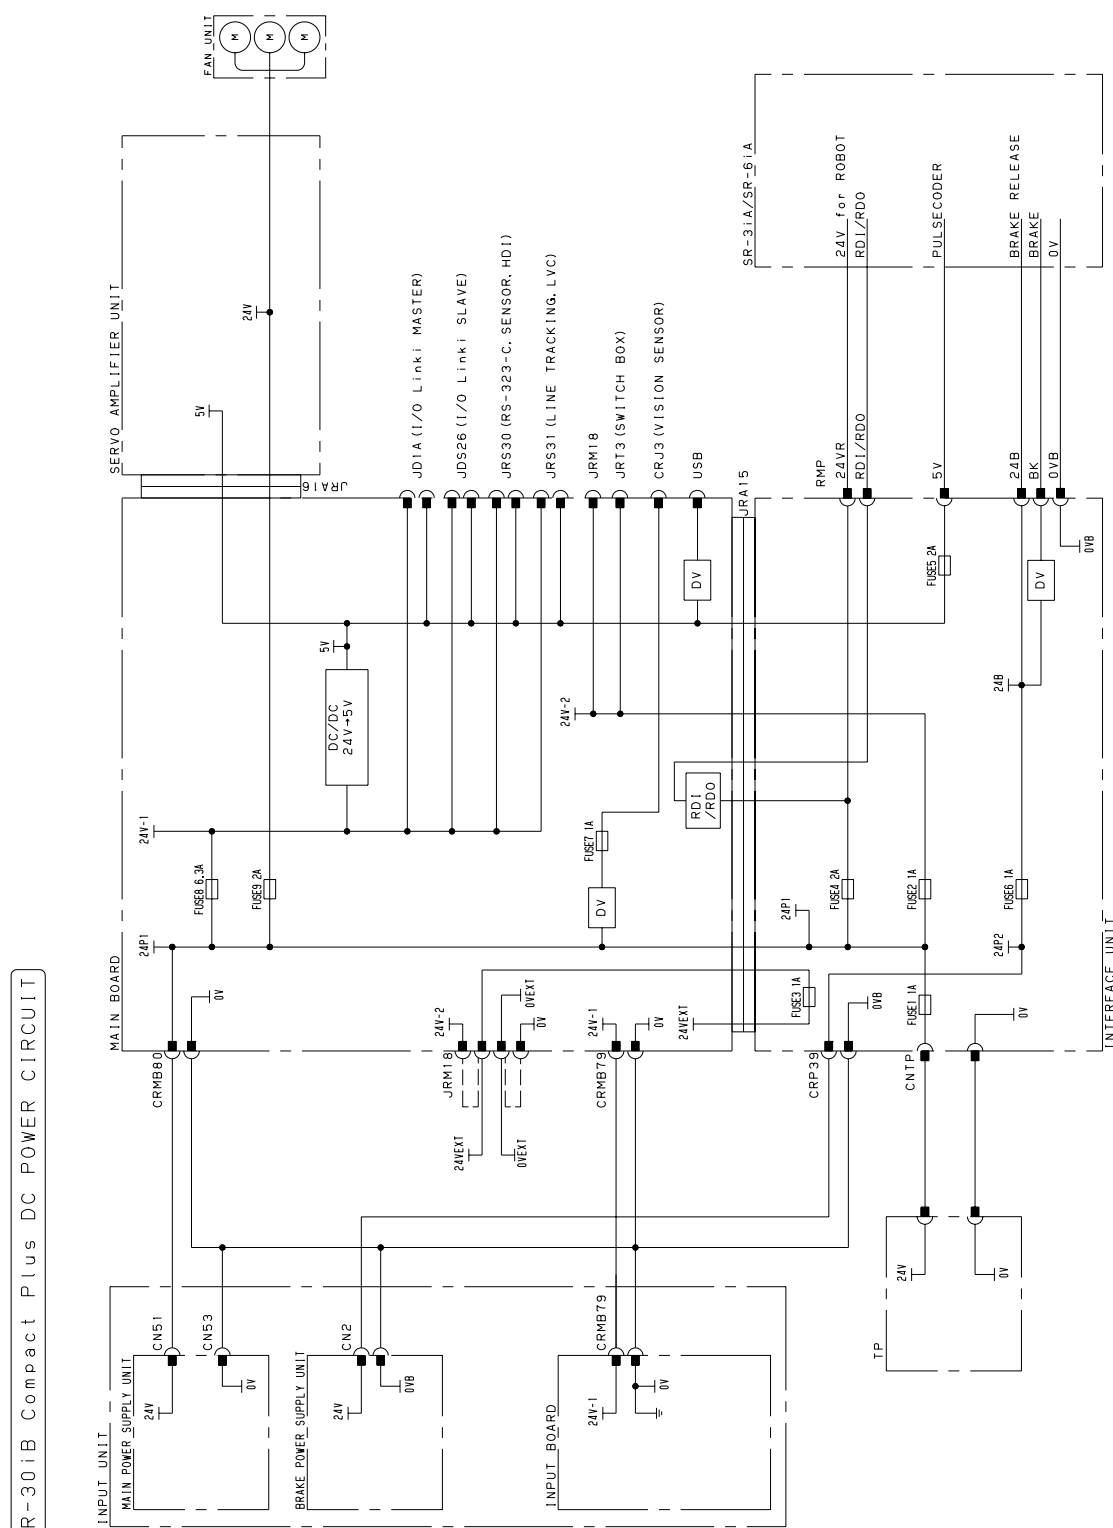 R-30iB Compact Plus DC POWER CIRCUIT
INPUT UNIT
MAIN POWER SUPPLY UNIT
24V
CN51
0V
CN53
BRAKE POWER SUPPLY UNIT
24V
CN2
0VB
INPUT BOARD
24V-1
CRMB79
0V
TP
24V
0V
MAIN BOARD
CRMB80
0V
24P1
FUSE8 6.3A
FUSE9 2A
24V-1
DC/DC
24V→5V
5V
JRM18
24V-2
24VEXT
0VEXT
0VEXT
0V
CRMB79
24V-1
0V
24VEXT
DV
FUSE7 1A
24V-2
RDI
/RDO
DV
JRA16
JD1A(I/O Linki MASTER)
JDS26(I/O Linki SLAVE)
JRS30(RS-323-C, SENSOR, HDI)
JRS31(LINE TRACKING, LVC)
JRM18
JRT3(SWITCH BOX)
CRJ3(VISION SENSOR)
USB
JRA15
SERVO AMPLIFIER UNIT
5V
24V
FAN UNIT
M
M
M
INTERFACE UNIT
CRP39
CNTP
FUSE3 1A
0VB
FUSE1 1A
0V
24P1
FUSE4 2A
FUSE2 1A
24P2
FUSE6 1A
24B
FUSE5 2A
DV
0VB
RMP
24VR
RDI/RDO
5V
24B
BK
0VB
SR-3iA/SR-6iA
24V for ROBOT
RDI/RDO
PULSECODER
BRAKE RELEASE
BRAKE
0V